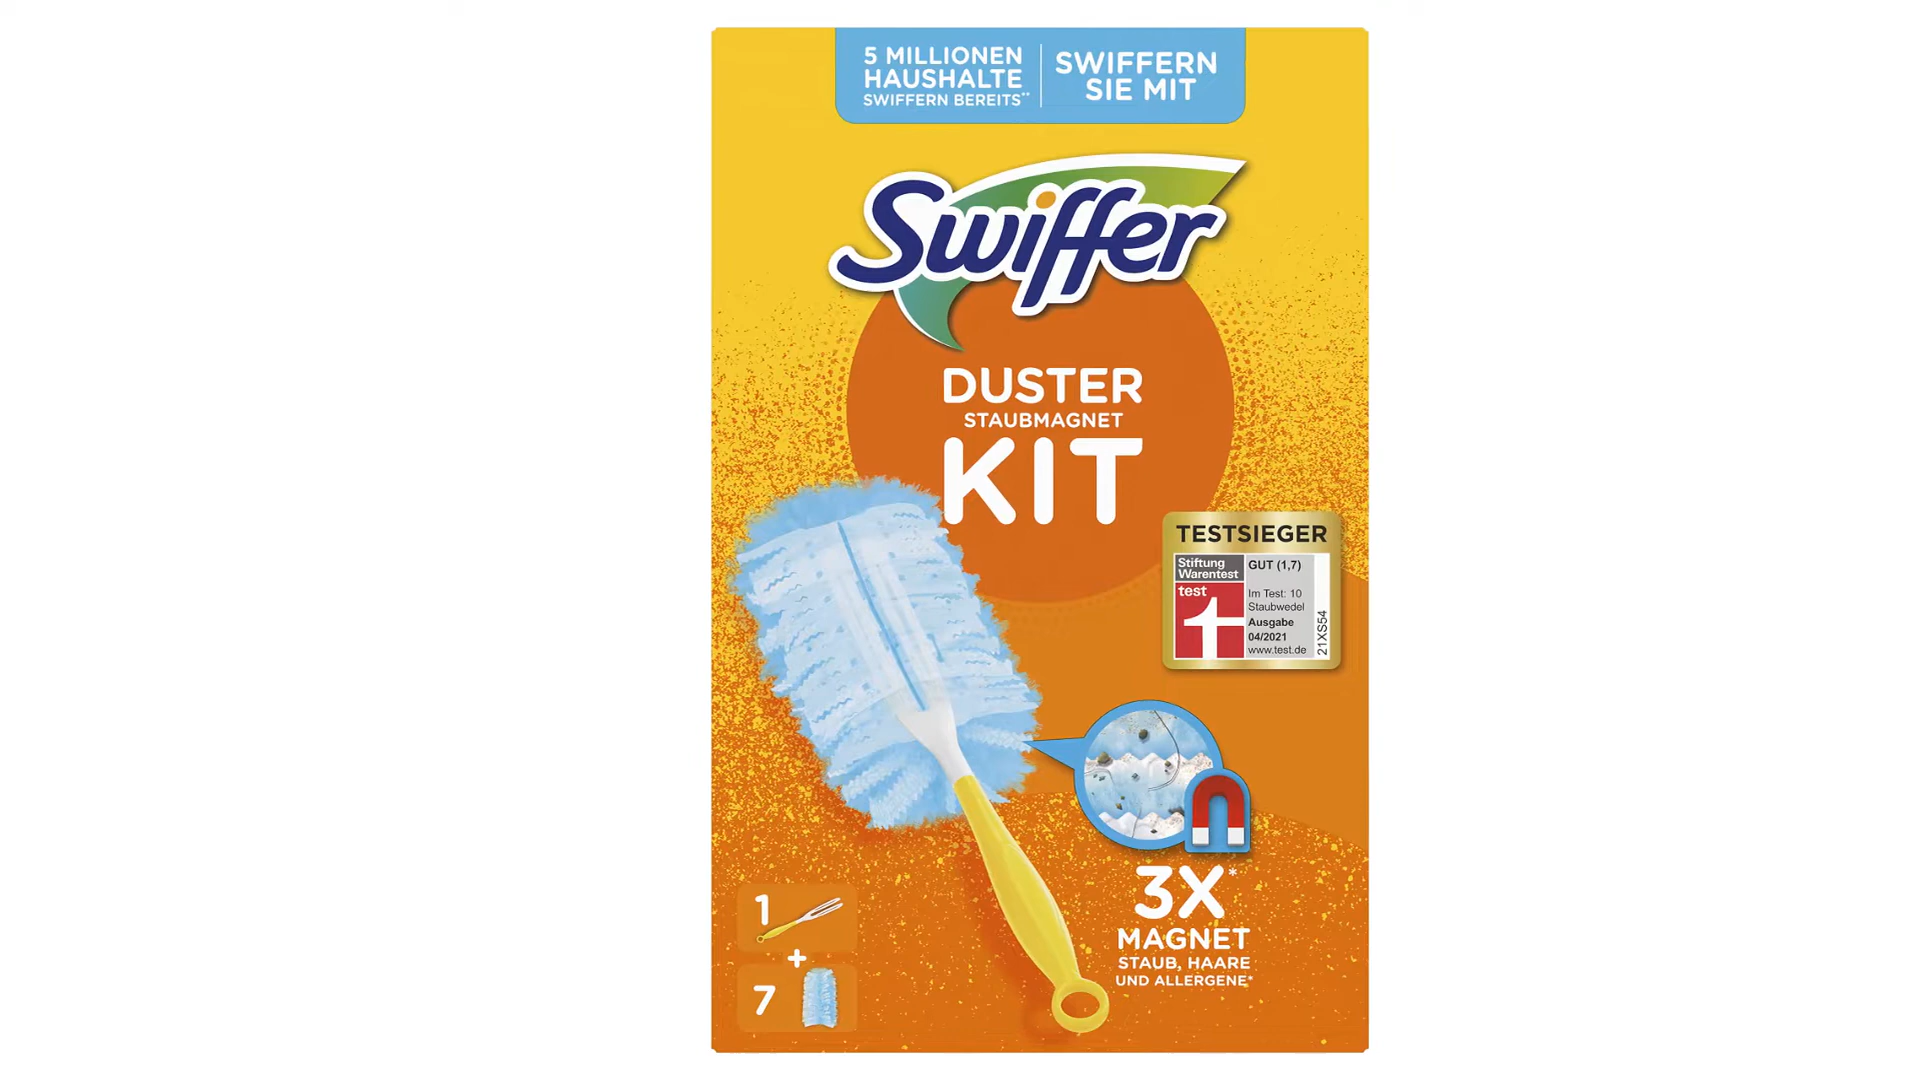 5 MILLIONEN
HAUSHALTE
SWIFFERN BEREITS**
SWIFFERN
SIE MIT
Swiffer
DUSTER
STAUBMAGNET
KIT
TESTSIEGER
Stiftung
Warentest
test
GUT (1,7)
Im Test: 10
Staubwedel
Ausgabe
04/2021
www.test.de
21XS54
3X*
MAGNET
STAUB, HAARE
UND ALLERGENE*
1
+
7